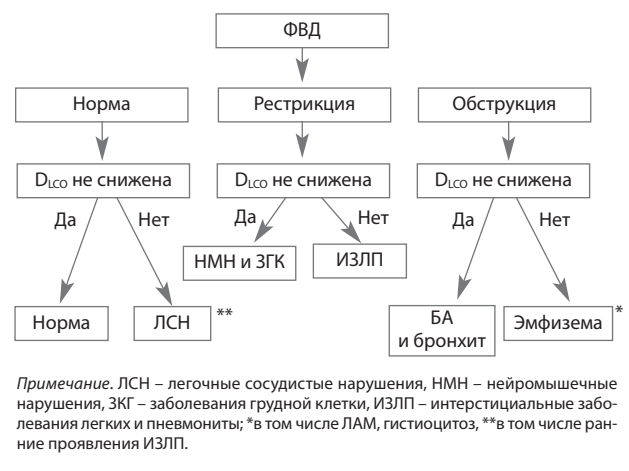 ФВД
Норма
Рестрикция
Обструкция
DLCO не снижена
DLCO не снижена
DLCO не снижена
Да
Нет
Да
Нет
Да
Нет
НМН и ЗГК
ИЗЛП
Норма
ЛСН
**
БА
и бронхит
Эмфизема
*
Примечание. ЛСН – легочные сосудистые нарушения, НМН – нейромышечные
нарушения, ЗКГ – заболевания грудной клетки, ИЗЛП – интерстициальные забо-
левания легких и пневмониты; *в том числе ЛАМ, гистиоцитоз, **в том числе ран-
ние проявления ИЗЛП.